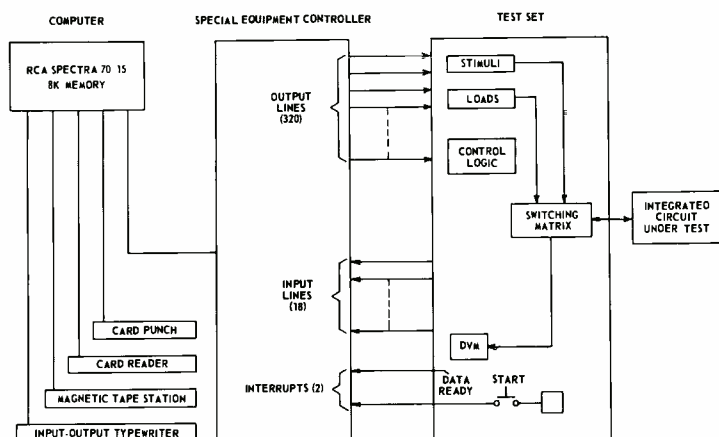 COMPUTER
SPECIAL EQUIPMENT CONTROLLER
TEST SET
RCA SPECTRA 70 15
8K MEMORY
OUTPUT
LINES
(320)
STIMULI
LOADS
CONTROL
LOGIC
SWITCHING
MATRIX
INTEGRATED
CIRCUIT
UNDER TEST
INPUT
LINES
(18)
CARD PUNCH
CARD READER
MAGNETIC TAPE STATION
INPUT-OUTPUT TYPEWRITER
DVM
INTERRUPTS (2)
DATA
READY
START